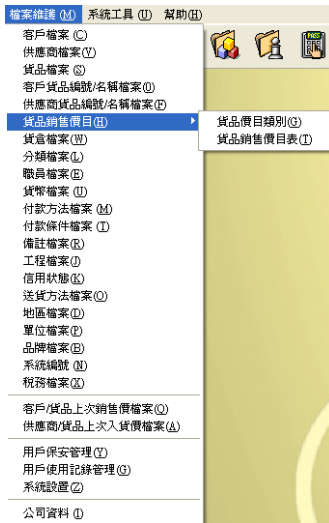 檔案維護 (M) 系統工具 (U) 幫助(H)
客戶檔案 (C)
供應商檔案(V)
貨品檔案 (S)
客戶貨品編號/名稱檔案(0)
供應商貨品編號/名稱檔案(F)
貨品銷售價目(H)
貨品價目類別(G)
貨品銷售價目表(T)
貨倉檔案(W)
分類檔案(L)
職員檔案(E)
貨幣檔案 (U)
付款方法檔案 (M)
付款條件檔案 (T)
備註檔案(R)
工程檔案(J)
信用狀態(K)
送貨方法檔案(O)
地區檔案(D)
單位檔案(P)
品牌檔案(B)
系統編號 (N)
稅務檔案(X)
客戶/貨品上次銷售價檔案(Q)
供應商/貨品上次入貨價檔案(A)
用戶保安管理(Y)
用戶使用記錄管理(G)
系統設置(Z)
公司資料 (I)
PASS